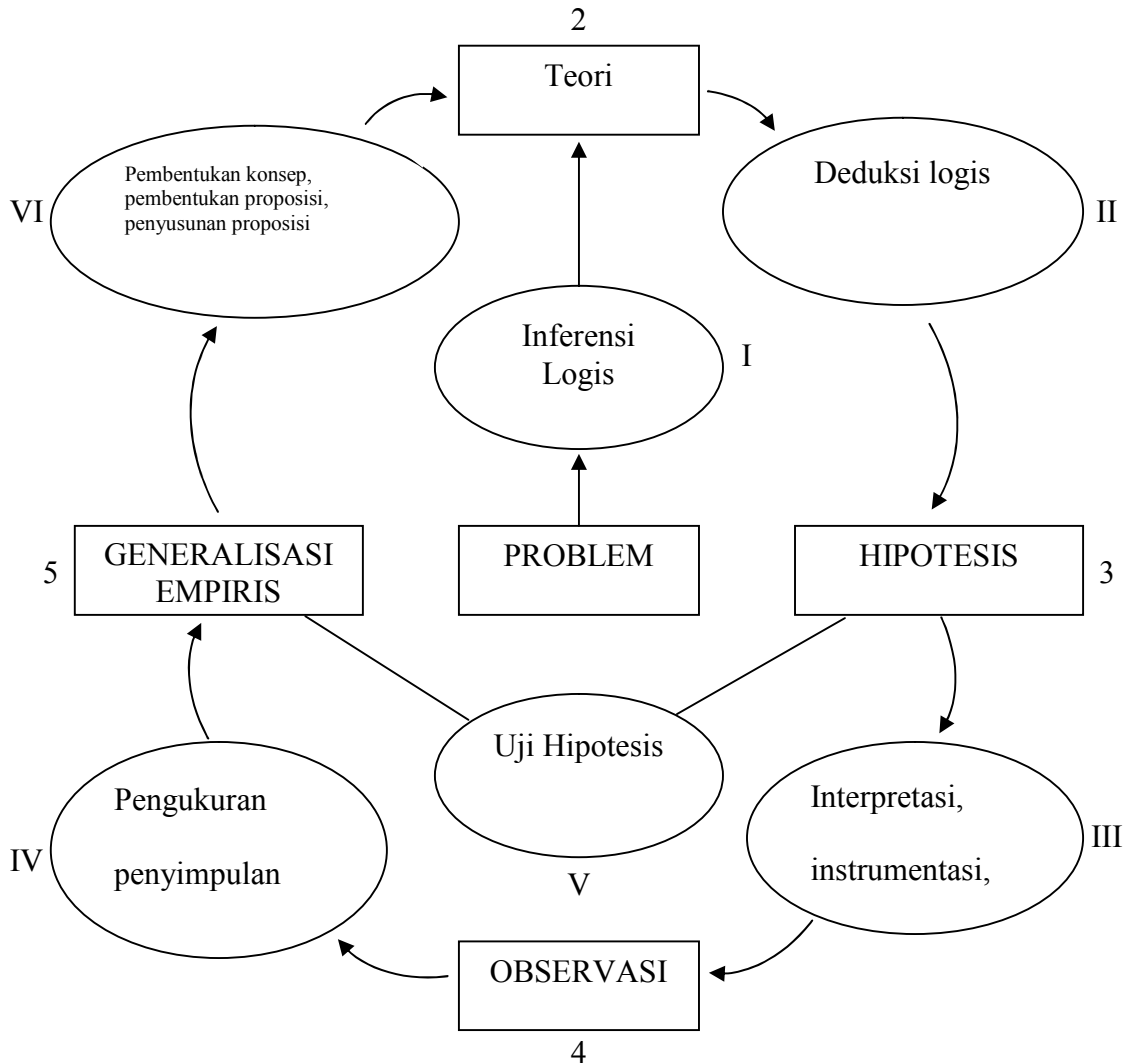 2
Teori
Pembentukan konsep,
pembentukan proposisi,
penyusunan proposisi
VI
Deduksi logis
II
Inferensi
Logis
I
5
GENERALISASI
EMPIRIS
PROBLEM
HIPOTESIS
3
Uji Hipotesis
V
Pengukuran
penyimpulan
IV
Interpretasi,
instrumentasi,
III
OBSERVASI
4